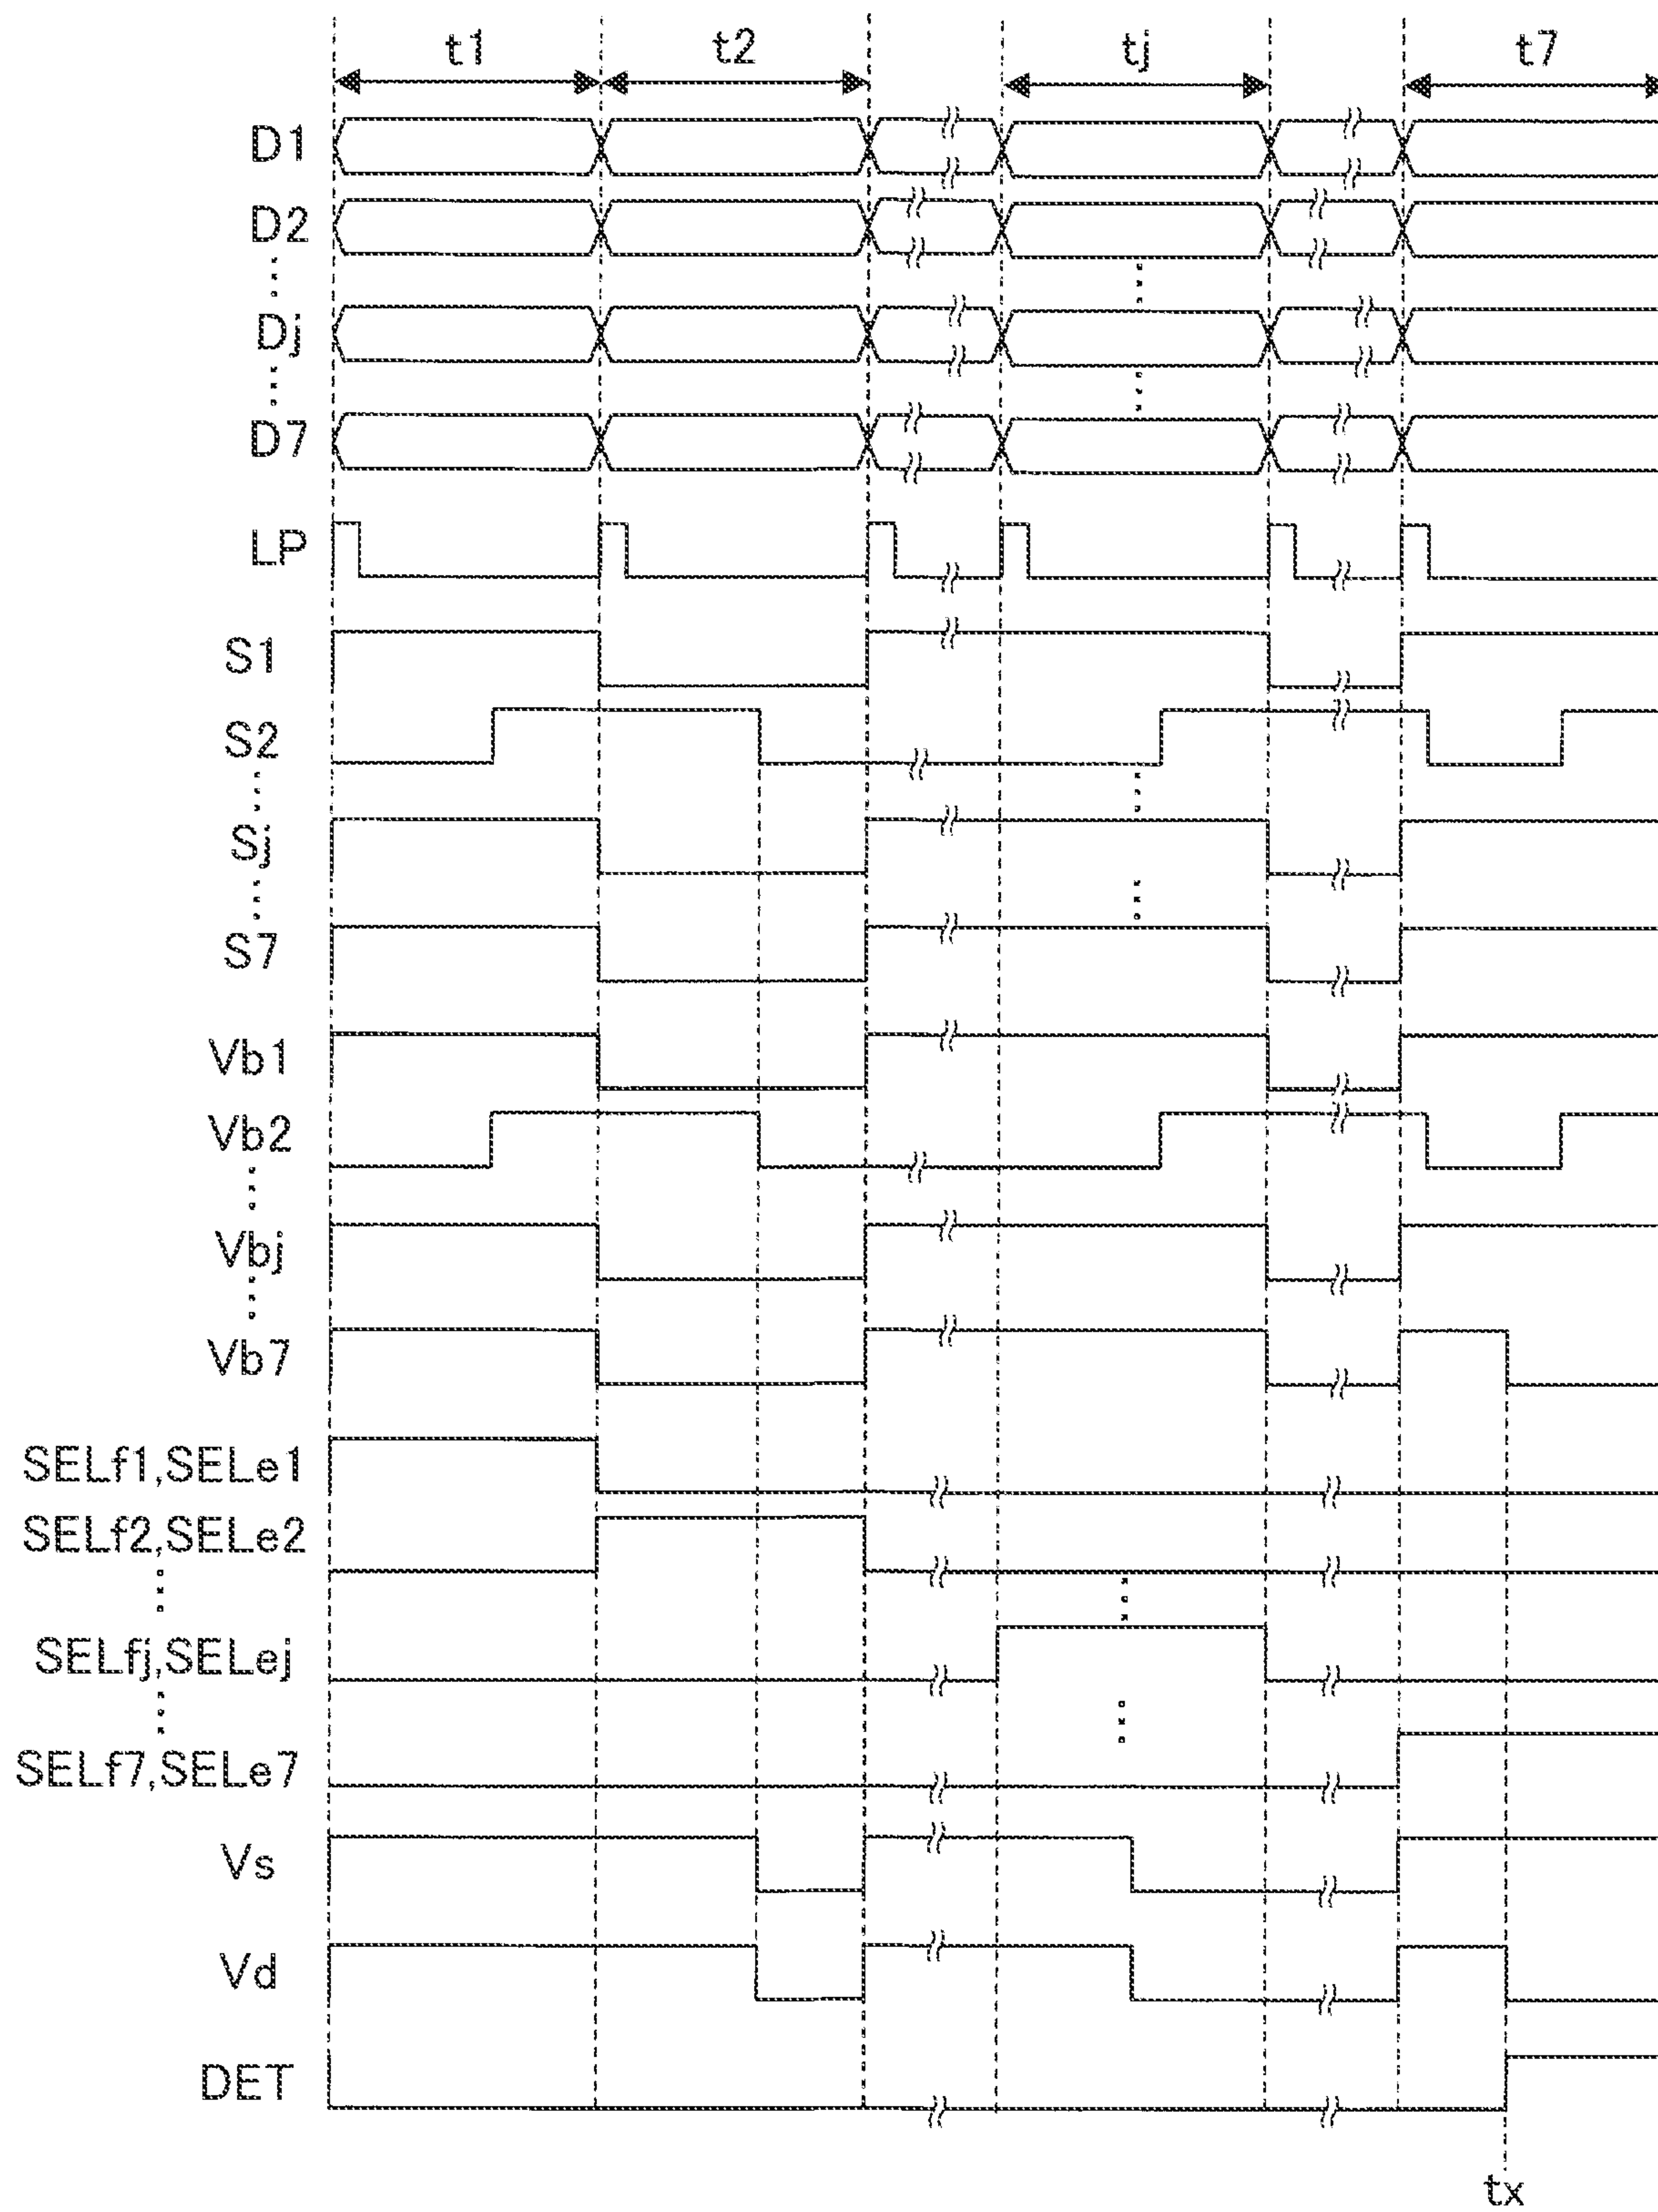 t1 t2 tj t7
D1
D2
Dj
D7
LP
S1
S2
Sj
S7
Vb1
Vb2
Vbj
Vb7
SELf1,SELe1
SELf2,SELe2
SELfj,SELej
SELf7,SELe7
Vs
Vd
DET
tx